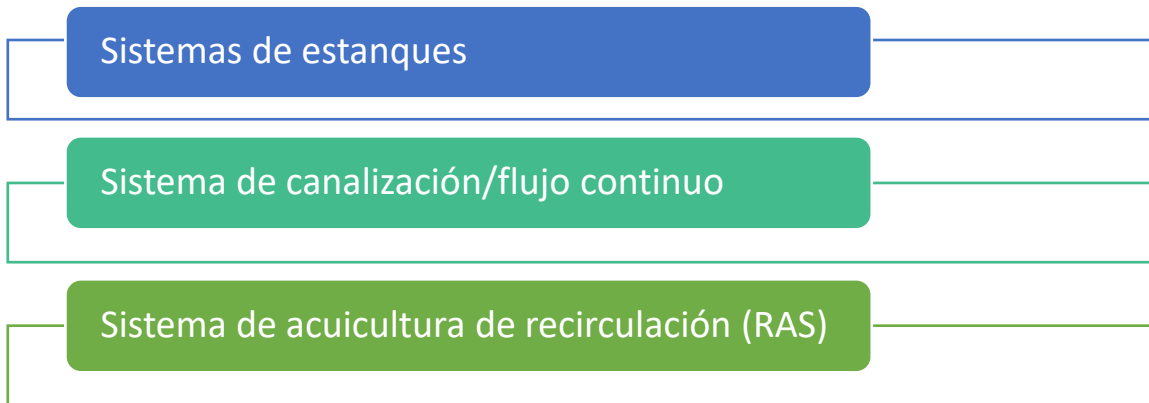 Sistemas de estanques
Sistema de canalización/flujo continuo
Sistema de acuicultura de recirculación (RAS)